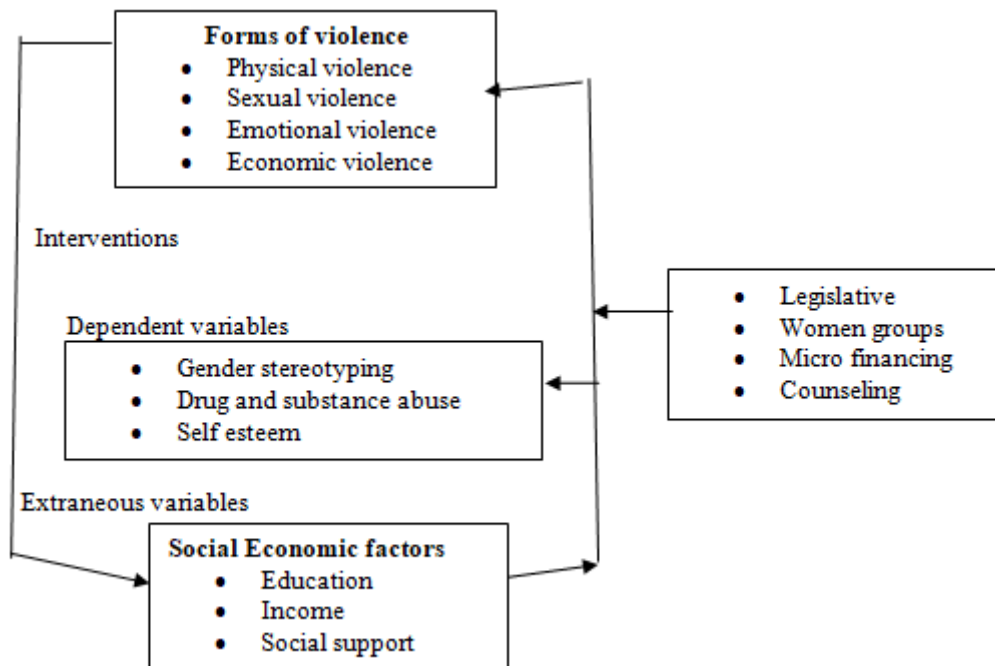 Forms of violence
• Physical violence
• Sexual violence
• Emotional violence
• Economic violence
Interventions
• Legislative
• Women groups
• Micro financing
• Counseling
Dependent variables
• Gender stereotyping
• Drug and substance abuse
• Self esteem
Extraneous variables
Social Economic factors
• Education
• Income
• Social support